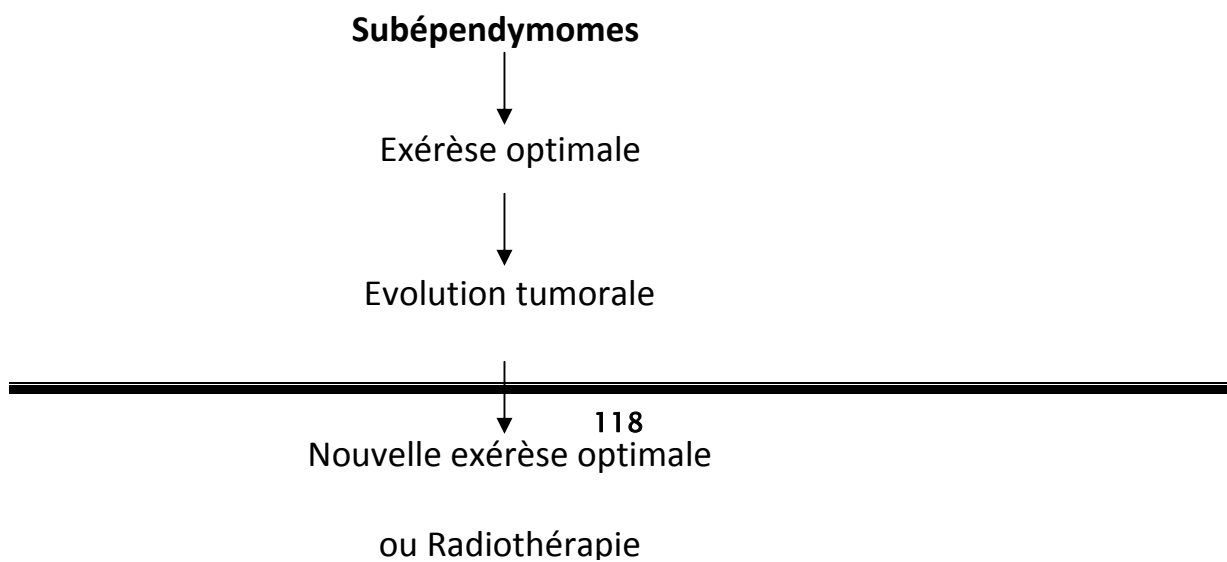 Subépendymomes
Exérèse optimale
Evolution tumorale
118
Nouvelle exérèse optimale
ou Radiothérapie